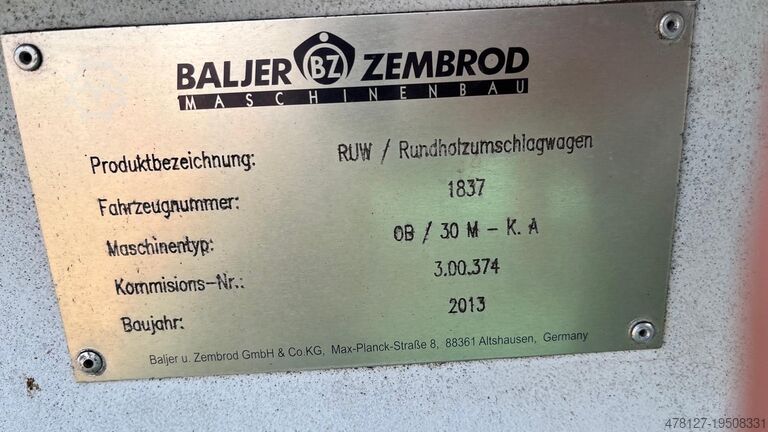 BALJER BZ ZEMBROD
MASCHINENBAU
Produktbezeichnung: RUW / Rundholzumschlagwagen
Fahrzeugnummer: 1837
Maschinentyp: OB / 30 M - K. A
Kommisions-Nr.: 3.00.374
Baujahr: 2013
Baljer u. Zembrod GmbH & Co.KG, Max-Planck-Straße 8, 88361 Altshausen, Germany
478127-19508331